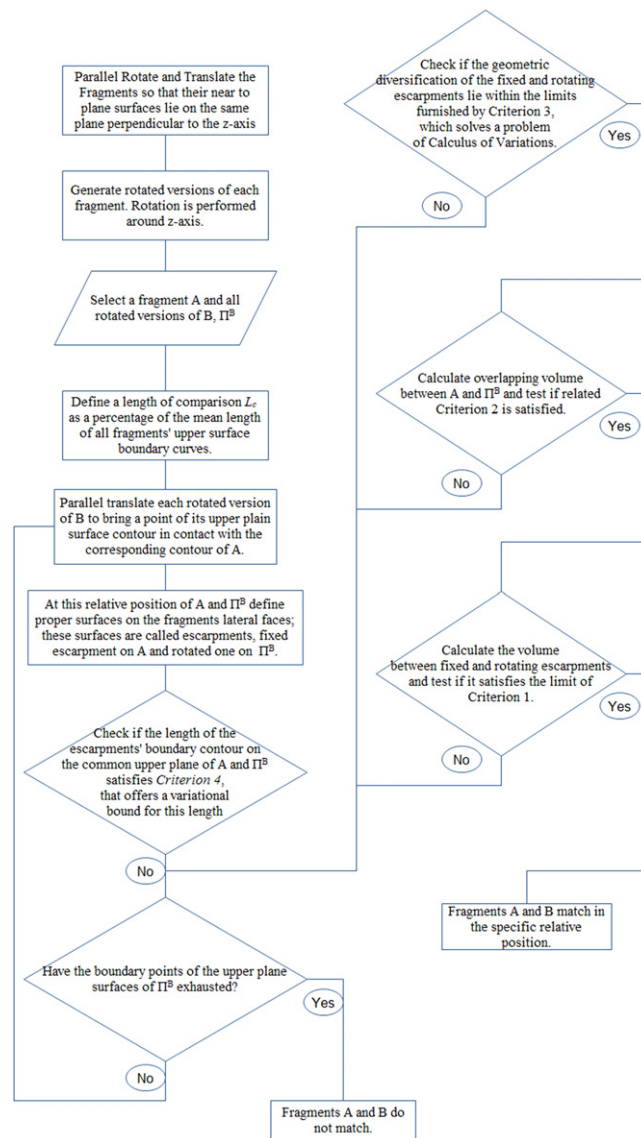 Parallel Rotate and Translate the
Fragments so that their near to
plane surfaces lie on the same
plane perpendicular to the z-axis
Generate rotated versions of each
fragment. Rotation is performed
around z-axis.
Select a fragment A and all
rotated versions of B, Πᴮ
Define a length of comparison Lc
as a percentage of the mean length
of all fragments' upper surface
boundary curves.
Parallel translate each rotated version
of B to bring a point of its upper plain
surface contour in contact with the
corresponding contour of A.
At this relative position of A and Πᴮ define
proper surfaces on the fragments lateral faces;
these surfaces are called escarpments, fixed
escarpment on A and rotated one on Πᴮ.
Check if the length of the
escarpments' boundary contour on
the common upper plane of A and Πᴮ
satisfies Criterion 4,
that offers a variational
bound for this length
No
Have the boundary points of the upper plane
surfaces of Πᴮ exhausted?
Yes
No
Fragments A and B do
not match.
Check if the geometric
diversification of the fixed and rotating
escarpments lie within the limits
furnished by Criterion 3,
which solves a problem
of Calculus of Variations.
Yes
No
Calculate overlapping volume
between A and Πᴮ and test if related
Criterion 2 is satisfied.
Yes
No
Calculate the volume
between fixed and rotating escarpments
and test if it satisfies the limit of
Criterion 1.
Yes
No
Fragments A and B match in
the specific relative
position.